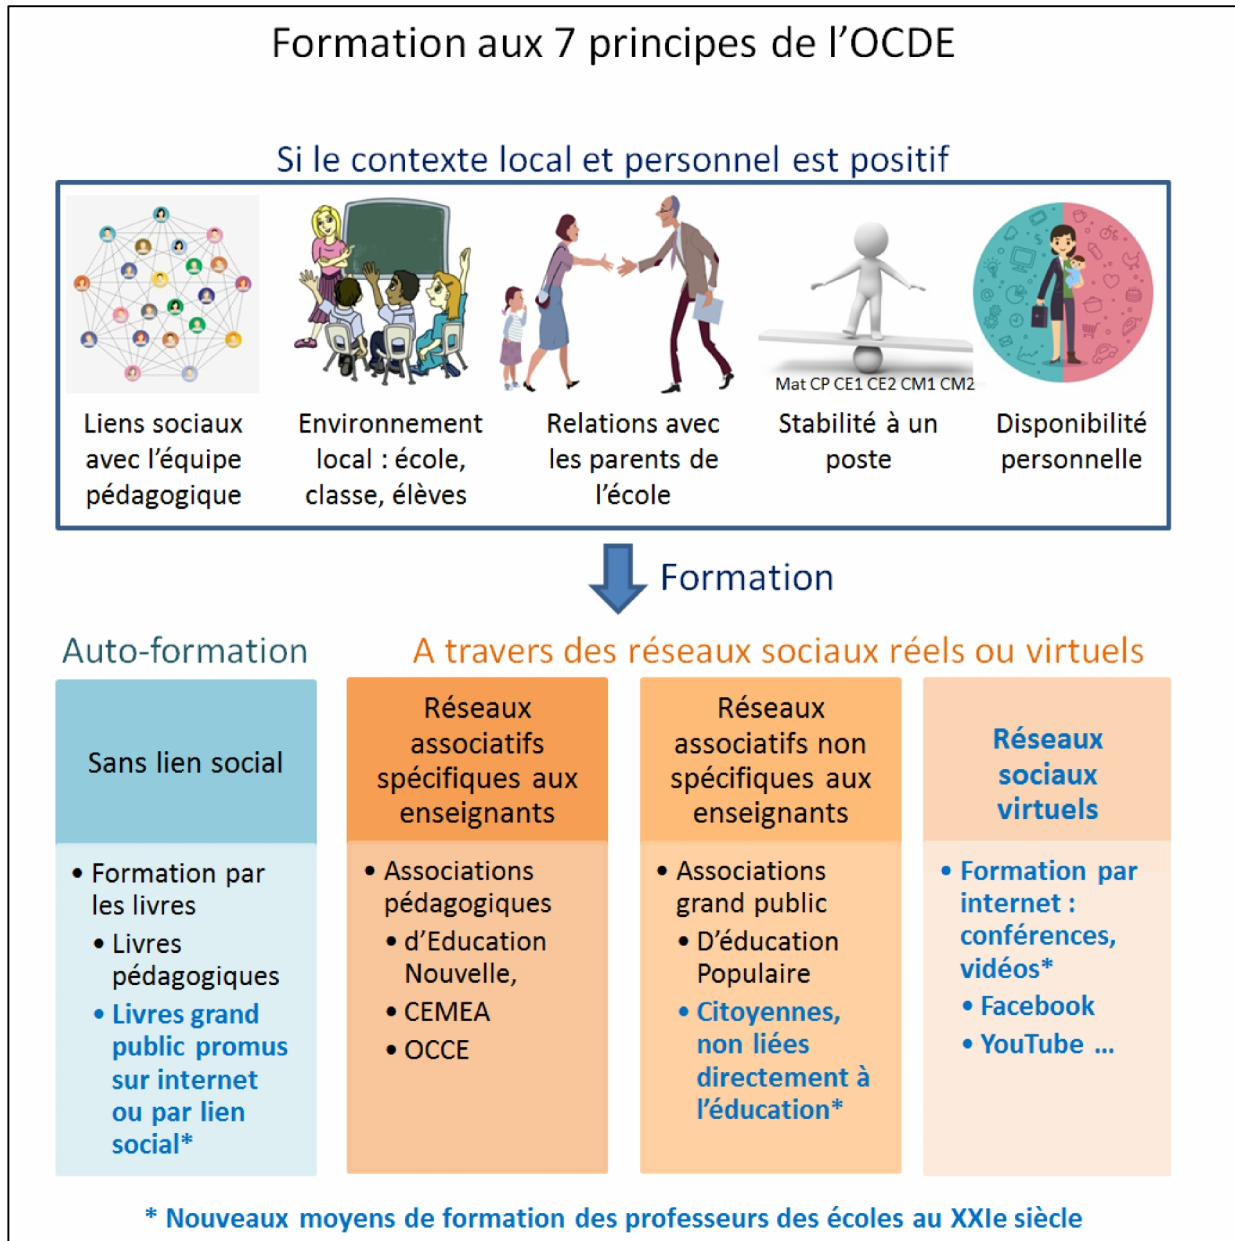 Formation aux 7 principes de l'OCDE
Si le contexte local et personnel est positif
Liens sociaux
avec l'équipe
pédagogique
Environnement
local : école,
classe, élèves
Relations avec
les parents de
l'école
Mat CP CE1 CE2 CM1 CM2
Stabilité à un
poste
Disponibilité
personnelle
Formation
Auto-formation
A travers des réseaux sociaux réels ou virtuels
Sans lien social
• Formation par
les livres
• Livres
pédagogiques
• Livres grand
public promus
sur internet
ou par lien
social*
Réseaux
associatifs
spécifiques aux
enseignants
• Associations
pédagogiques
• d'Education
Nouvelle,
• CEMEA
• OCCE
Réseaux
associatifs non
spécifiques aux
enseignants
• Associations
grand public
• D'éducation
Populaire
• Citoyennes,
non liées
directement à
l'éducation*
Réseaux
sociaux
virtuels
• Formation par
internet :
conférences,
vidéos*
• Facebook
• YouTube ...
* Nouveaux moyens de formation des professeurs des écoles au XXIe siècle